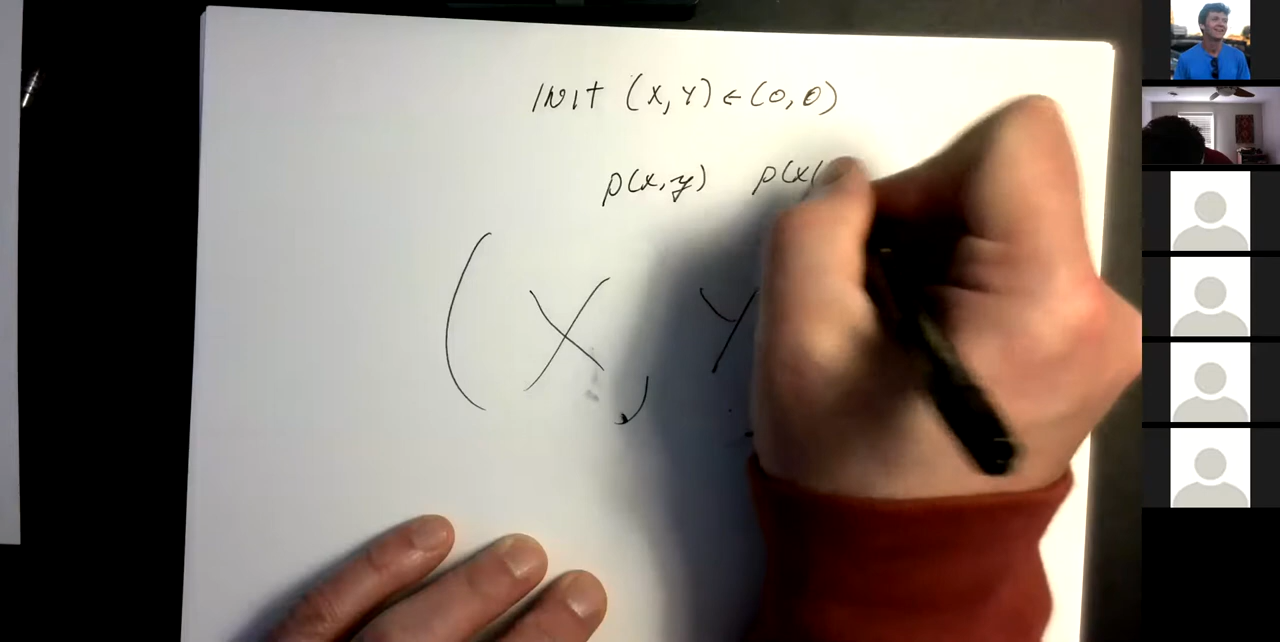 INIT (X,Y) ← (0,0)
p(x,y) p(x|
( X , Y